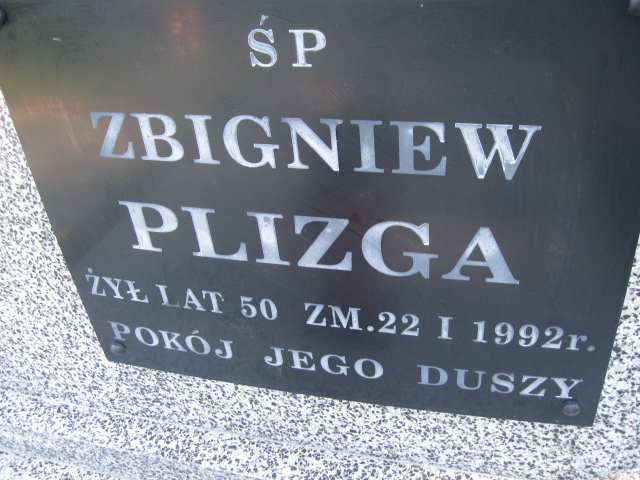 ŚP
ZBIGNIEW
PLIZGA
ŻYŁ LAT 50 ZM.22 I 1992r.
POKÓJ JEGO DUSZY